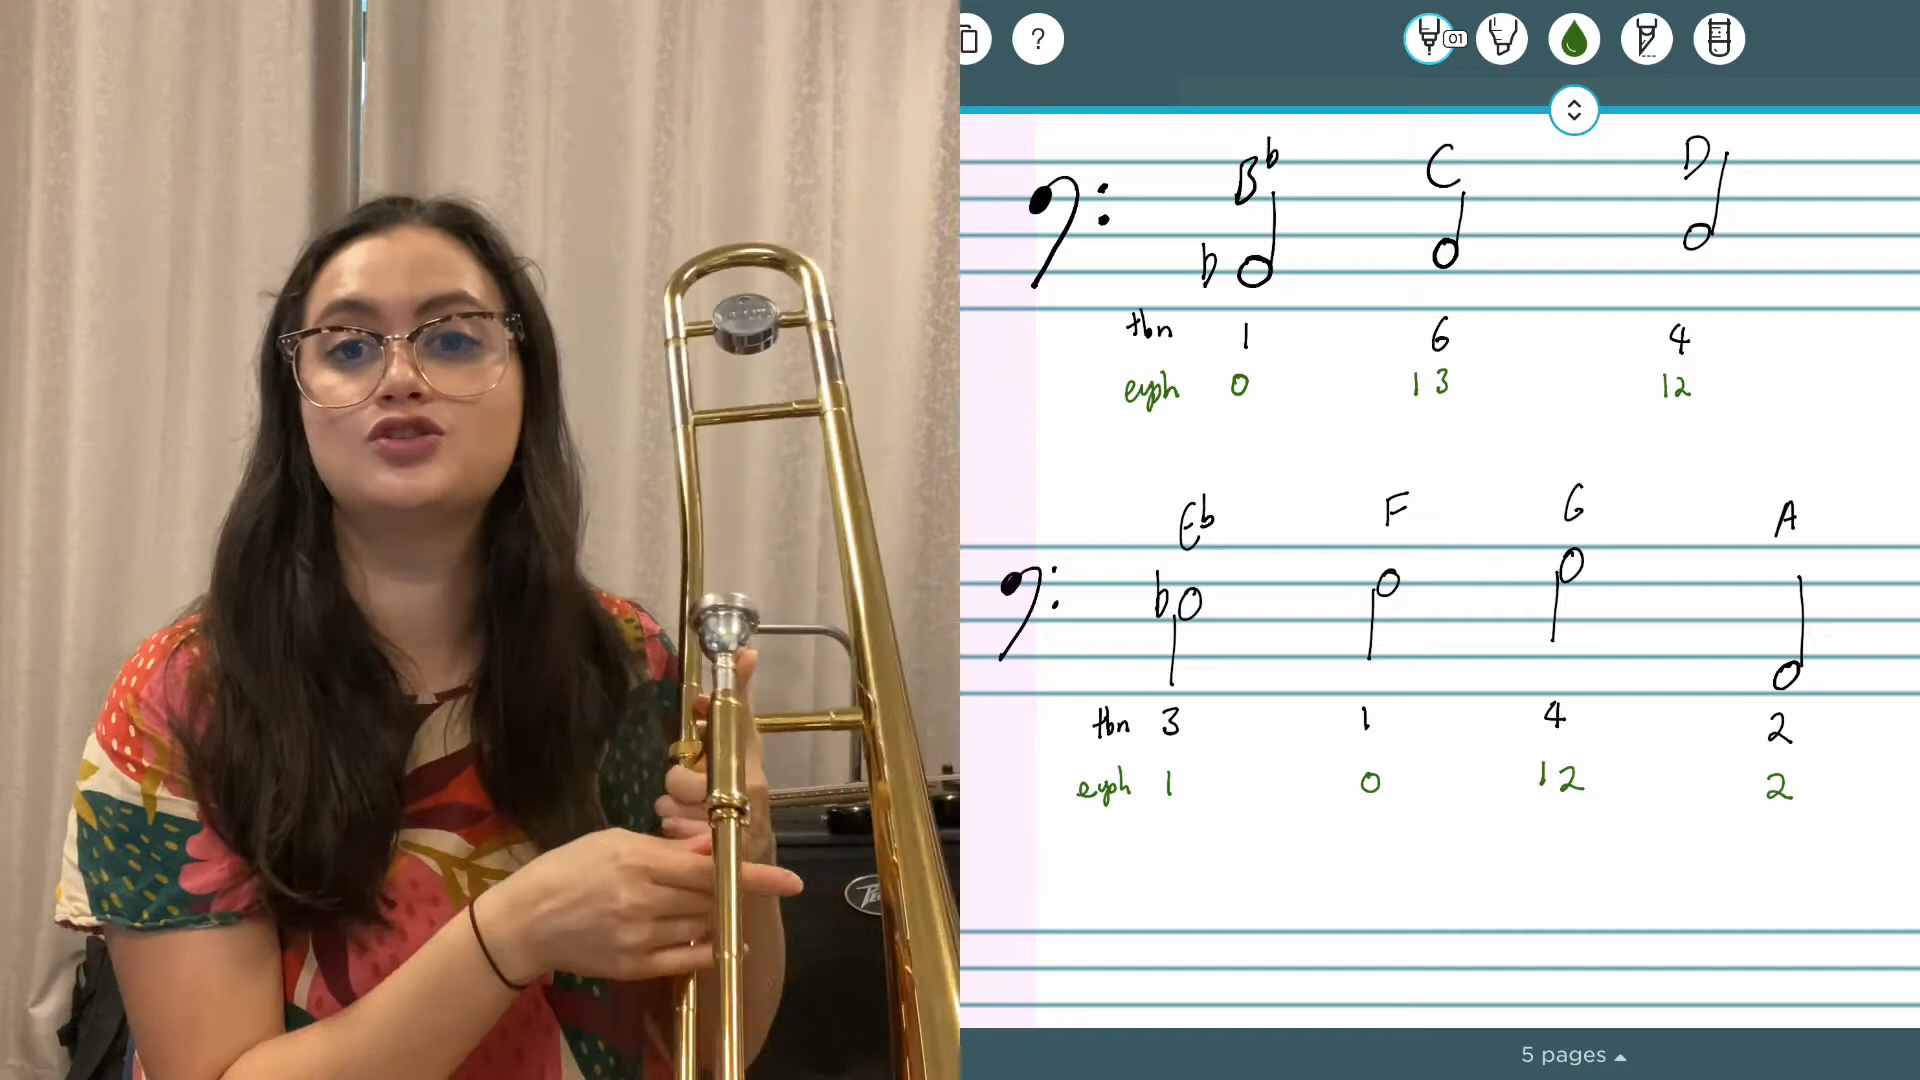 ?
01
B♭ C D
♭
tbn 1 6 4
euph 0 13 12
E♭ F G A
♭
tbn 3 1 4 2
euph 1 0 12 2
5 pages